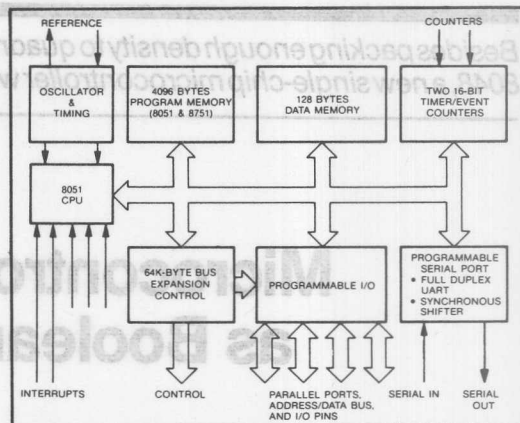 REFERENCE
COUNTERS
OSCILLATOR
& TIMING
4096 BYTES
PROGRAM MEMORY
(8051 & 8751)
128 BYTES
DATA MEMORY
TWO 16-BIT
TIMER/EVENT
COUNTERS
8051
CPU
64K-BYTE BUS
EXPANSION
CONTROL
PROGRAMMABLE I/O
PROGRAMMABLE
SERIAL PORT
• FULL DUPLEX
UART
• SYNCHRONOUS
SHIFTER
INTERRUPTS
CONTROL
PARALLEL PORTS,
ADDRESS/DATA BUS,
AND I/O PINS
SERIAL IN
SERIAL
OUT
Besides packing enough density to quadr
8048, a new single-chip microcontroller w
Microcontro
as Boolean